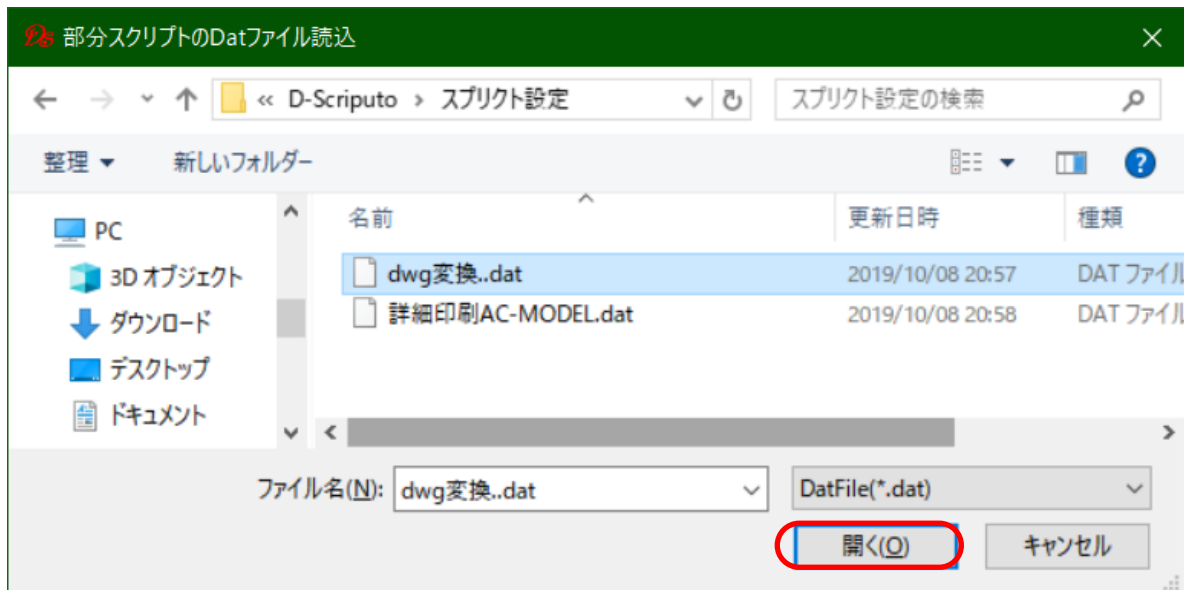 Ds 部分スクリプトのDatファイル読込
« D-Scriputo › スプリクト設定 スプリクト設定の検索
整理 新しいフォルダー
名前 更新日時 種類
PC
dwg変換..dat 2019/10/08 20:57 DAT ファイル
3D オブジェクト
詳細印刷AC-MODEL.dat 2019/10/08 20:58 DAT ファイル
ダウンロード
デスクトップ
ドキュメント
ファイル名(N): dwg変換..dat DatFile(*.dat)
開く(O) キャンセル